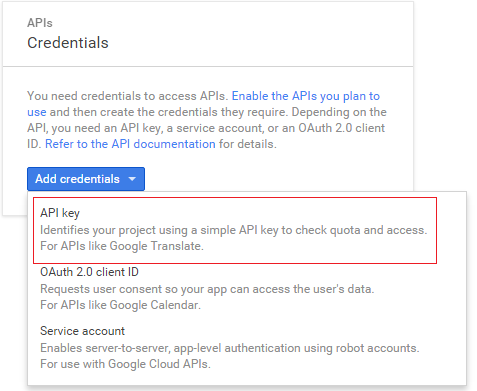 APIs
Credentials
You need credentials to access APIs. Enable the APIs you plan to
use and then create the credentials they require. Depending on the
API, you need an API key, a service account, or an OAuth 2.0 client
ID. Refer to the API documentation for details.
Add credentials
API key
Identifies your project using a simple API key to check quota and access.
For APIs like Google Translate.
OAuth 2.0 client ID
Requests user consent so your app can access the user's data.
For APIs like Google Calendar.
Service account
Enables server-to-server, app-level authentication using robot accounts.
For use with Google Cloud APIs.